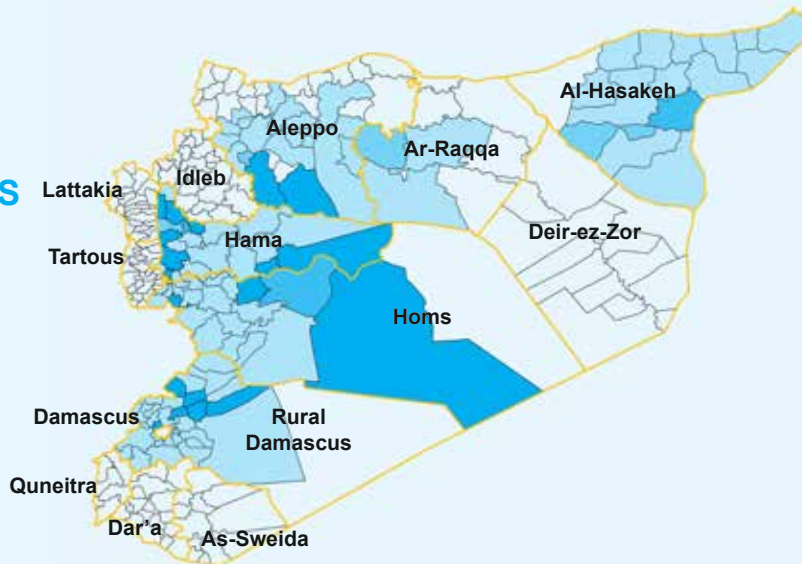 Al-Hasakeh
Aleppo
Ar-Raqqa
Idleb
Lattakia
S
Deir-ez-Zor
Hama
Tartous
Homs
Damascus
Rural
Damascus
Quneitra
Dar'a
As-Sweida